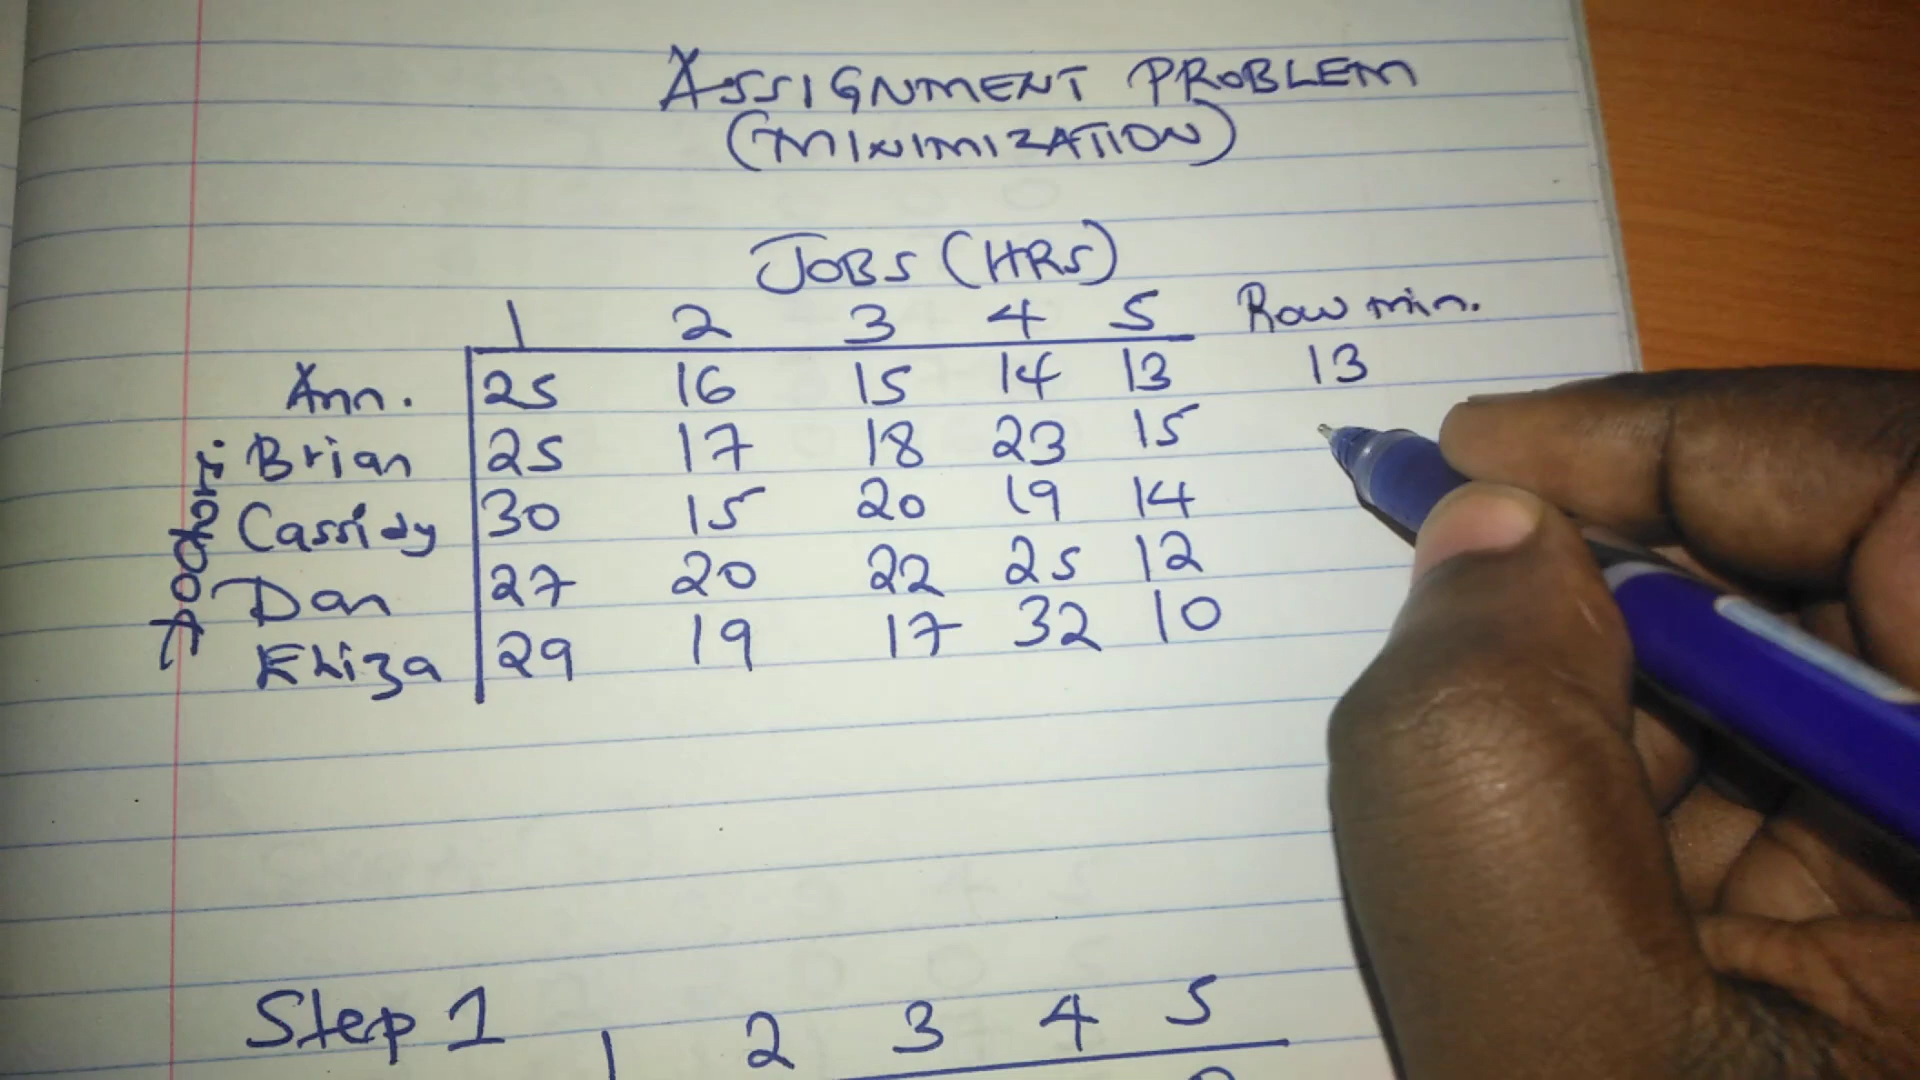 ASSIGNMENT PROBLEM
(MINIMIZATION)
JOBS (HRS)
1 2 3 4 5 Row min.
Ann. 25 16 15 14 13 13
Brian 25 17 18 23 15
Cassidy 30 15 20 19 14
Dan 27 20 22 25 12
Eliza 29 19 17 32 10
Step 1
1 2 3 4 5